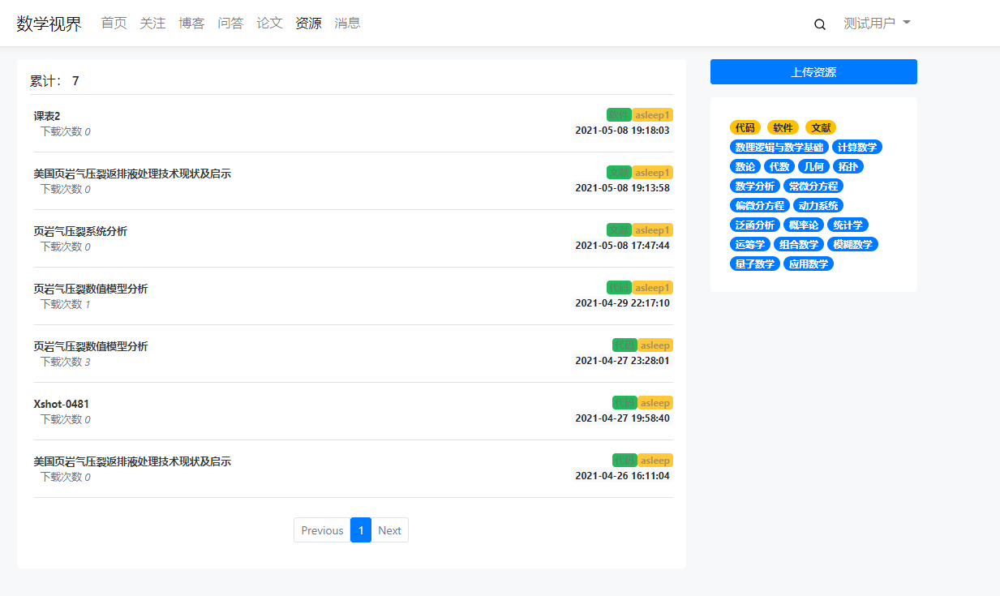 数学视界 首页 关注 博客 问答 论文 资源 消息 测试用户
累计： 7
课表2 软件 asleep1
下载次数 0 2021-05-08 19:18:03
美国页岩气压裂返排液处理技术现状及启示 文献 asleep1
下载次数 0 2021-05-08 19:13:58
页岩气压裂系统分析 文献 asleep1
下载次数 0 2021-05-08 17:47:44
页岩气压裂数值模型分析 代码 asleep1
下载次数 1 2021-04-29 22:17:10
页岩气压裂数值模型分析 代码 asleep
下载次数 3 2021-04-27 23:28:01
Xshot-0481 代码 asleep
下载次数 0 2021-04-27 19:58:40
美国页岩气压裂返排液处理技术现状及启示 代码 asleep
下载次数 0 2021-04-26 16:11:04
Previous 1 Next
上传资源
代码 软件 文献
数理逻辑与数学基础 计算数学
数论 代数 几何 拓扑
数学分析 常微分方程
偏微分方程 动力系统
泛函分析 概率论 统计学
运筹学 组合数学 模糊数学
量子数学 应用数学